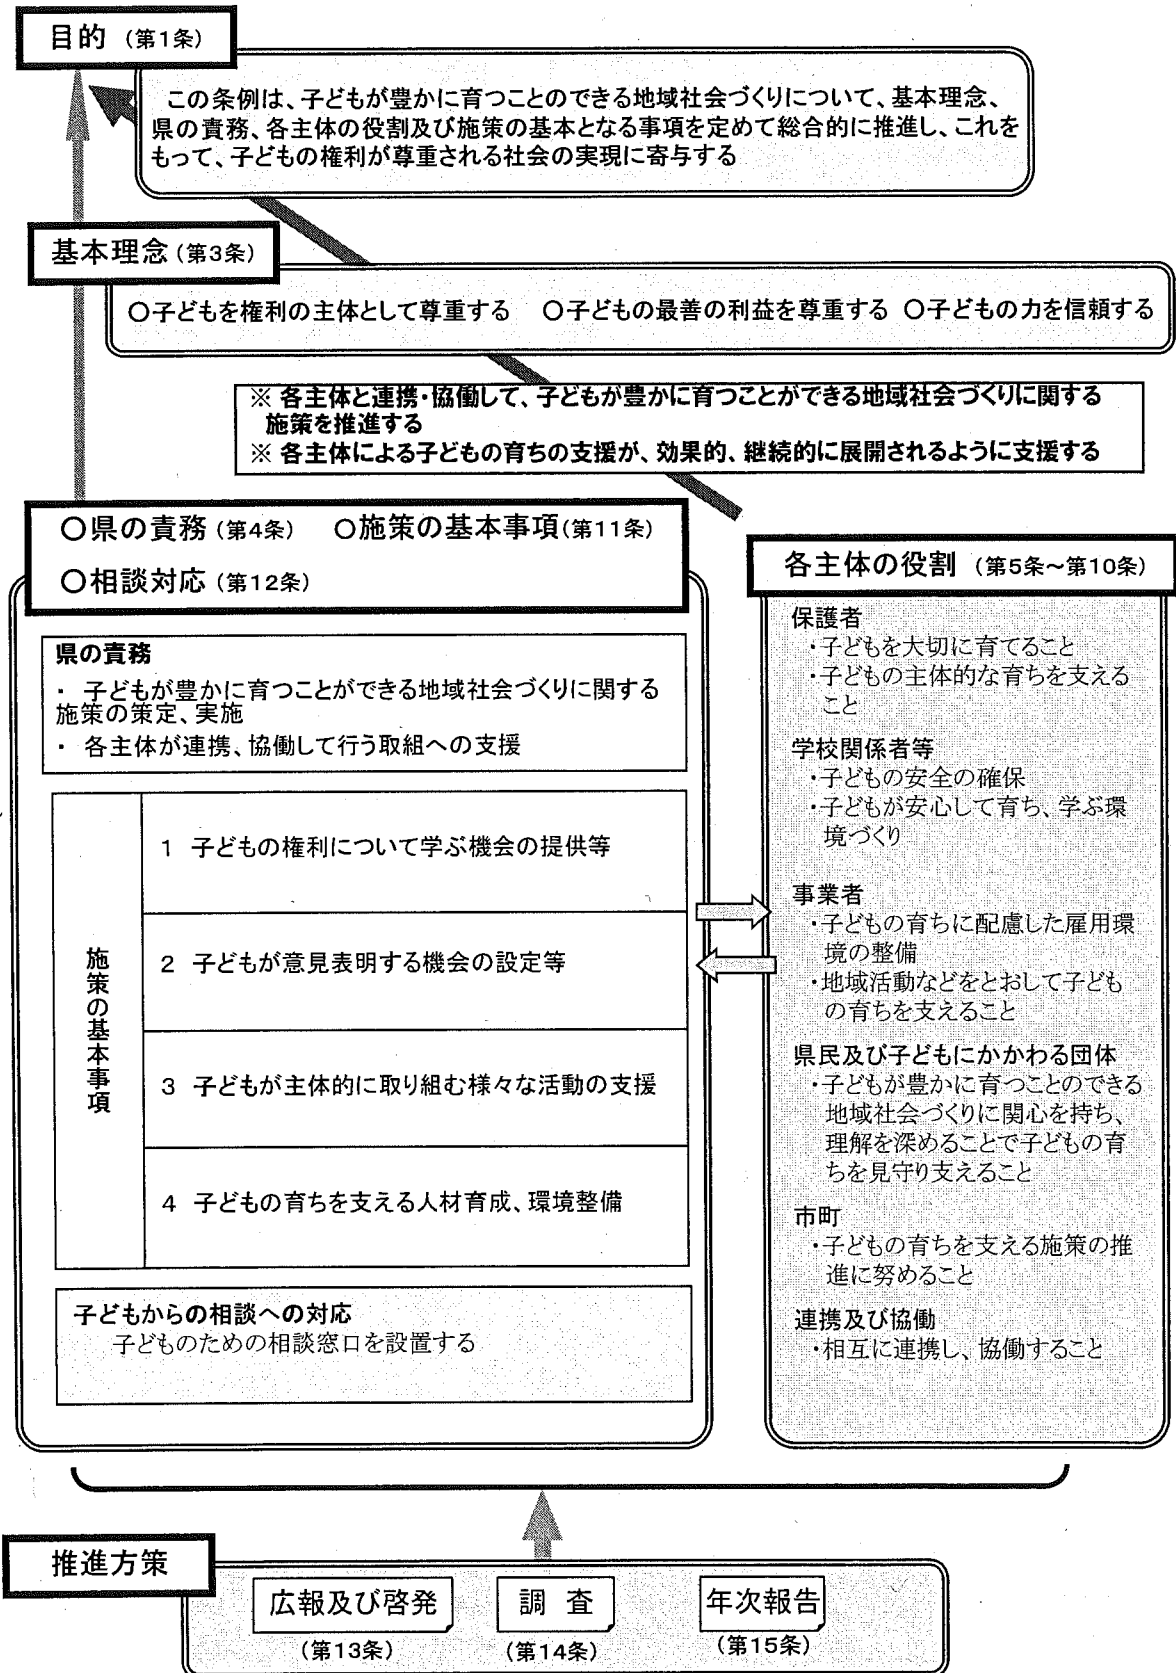 目的 (第1条)
この条例は、子どもが豊かに育つことのできる地域社会づくりについて、基本理念、
県の責務、各主体の役割及び施策の基本となる事項を定めて総合的に推進し、これを
もって、子どもの権利が尊重される社会の実現に寄与する
基本理念 (第3条)
○子どもを権利の主体として尊重する ○子どもの最善の利益を尊重する ○子どもの力を信頼する
※ 各主体と連携・協働して、子どもが豊かに育つことができる地域社会づくりに関する
施策を推進する
※ 各主体による子どもの育ちの支援が、効果的、継続的に展開されるように支援する
○県の責務 (第4条) ○施策の基本事項(第11条)
○相談対応 (第12条)
県の責務
・ 子どもが豊かに育つことができる地域社会づくりに関する
施策の策定、実施
・ 各主体が連携、協働して行う取組への支援
施策の基本事項
1 子どもの権利について学ぶ機会の提供等
2 子どもが意見表明する機会の設定等
3 子どもが主体的に取り組む様々な活動の支援
4 子どもの育ちを支える人材育成、環境整備
子どもからの相談への対応
子どものための相談窓口を設置する
各主体の役割 (第5条～第10条)
保護者
・子どもを大切に育てること
・子どもの主体的な育ちを支える
こと
学校関係者等
・子どもの安全の確保
・子どもが安心して育ち、学ぶ環
境づくり
事業者
・子どもの育ちに配慮した雇用環
境の整備
・地域活動などをとおして子ども
の育ちを支えること
県民及び子どもにかかわる団体
・子どもが豊かに育つことのできる
地域社会づくりに関心を持ち、
理解を深めることで子どもの育
ちを見守り支えること
市町
・子どもの育ちを支える施策の推
進に努めること
連携及び協働
・相互に連携し、協働すること
推進方策
広報及び啓発
(第13条)
調 査
(第14条)
年次報告
(第15条)